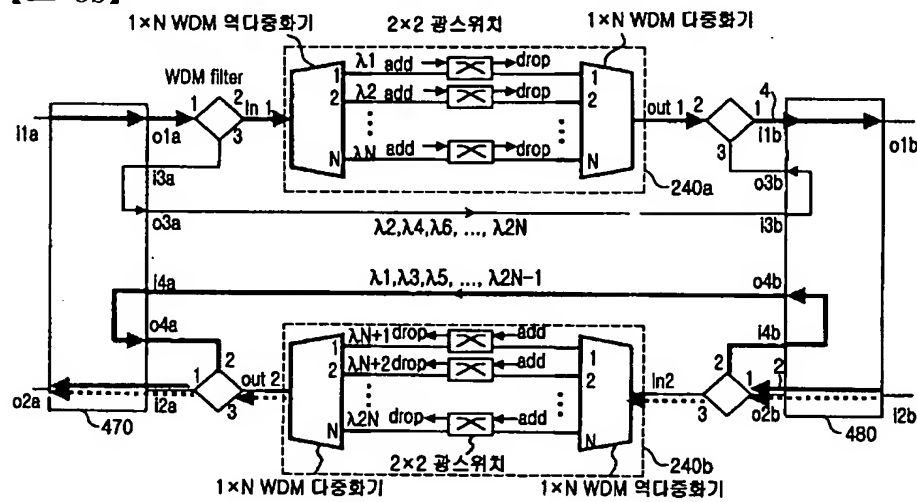 1×N WDM 역다중화기
2×2 광스위치
1×N WDM 다중화기
WDM filter
λ1 add drop
λ2 add drop
λN add drop
1
2
N
1
2
N
1 2 3
In 1
out 1
2 1 3
4
i1a
o1a
i1b
o1b
i3a
o3b
240a
o3a
i3b
λ2,λ4,λ6, ..., λ2N
λ1,λ3,λ5, ..., λ2N-1
i4a
o4b
o4a
i4b
λN+1 drop add
λN+2 drop add
λ2N drop add
1
2
N
1
2
N
2 1 3
out 2
In2
2 1 3
2
o2a
i2a
o2b
i2b
470
480
240b
2×2 광스위치
1×N WDM 다중화기
1×N WDM 역다중화기